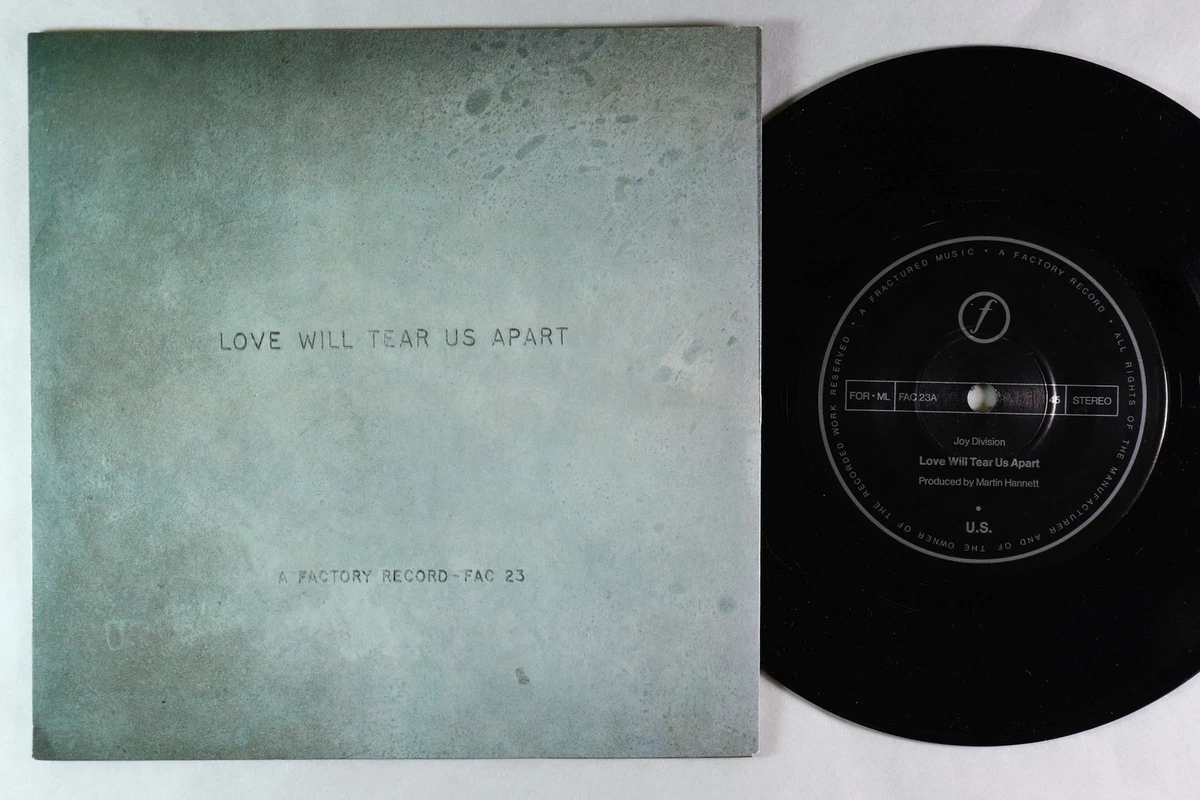 LOVE WILL TEAR US APART
A FACTORY RECORD-FAC 23
A FRACTURED MUSIC • A FACTORY RECORD • ALL RIGHTS OF THE MANUFACTURER AND OF THE OWNER OF THE RECORDED WORK RESERVED •
f
FOR • ML FAC 23A 45 STEREO
Joy Division
Love Will Tear Us Apart
Produced by Martin Hannett
U.S.